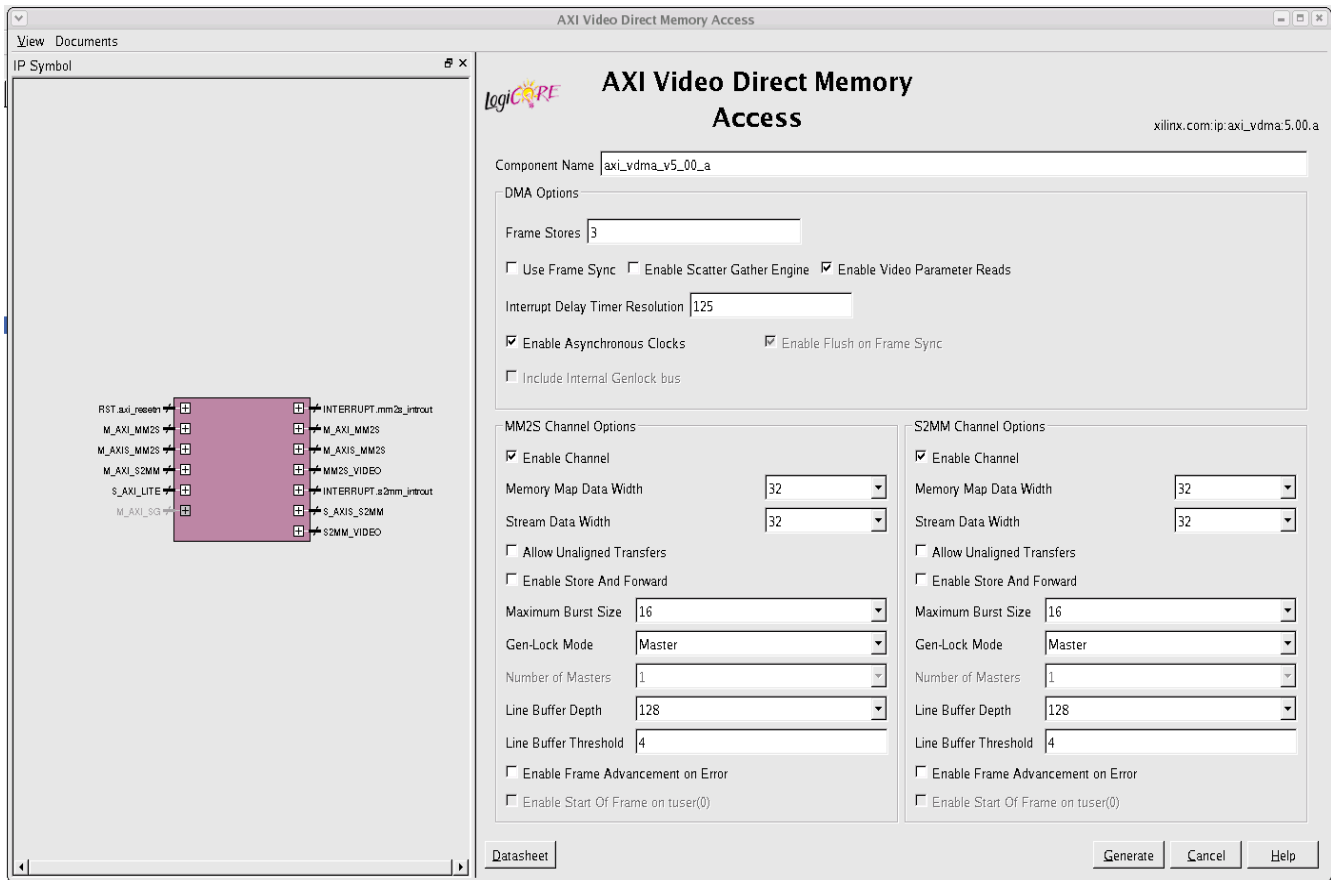 AXI Video Direct Memory Access
View Documents
IP Symbol
RST.axi_resetn
M_AXI_MM2S
M_AXIS_MM2S
M_AXI_S2MM
S_AXI_LITE
M_AXI_SG
INTERRUPT.mm2s_introut
M_AXI_MM2S
M_AXIS_MM2S
MM2S_VIDEO
INTERRUPT.s2mm_introut
S_AXIS_S2MM
S2MM_VIDEO
LogiCORE
AXI Video Direct Memory
Access
xilinx.com:ip:axi_vdma:5.00.a
Component Name axi_vdma_v5_00_a
DMA Options
Frame Stores 3
Use Frame Sync Enable Scatter Gather Engine Enable Video Parameter Reads
Interrupt Delay Timer Resolution 125
Enable Asynchronous Clocks Enable Flush on Frame Sync
Include Internal Genlock bus
MM2S Channel Options
Enable Channel
Memory Map Data Width 32
Stream Data Width 32
Allow Unaligned Transfers
Enable Store And Forward
Maximum Burst Size 16
Gen-Lock Mode Master
Number of Masters 1
Line Buffer Depth 128
Line Buffer Threshold 4
Enable Frame Advancement on Error
Enable Start Of Frame on tuser(0)
S2MM Channel Options
Enable Channel
Memory Map Data Width 32
Stream Data Width 32
Allow Unaligned Transfers
Enable Store And Forward
Maximum Burst Size 16
Gen-Lock Mode Master
Number of Masters 1
Line Buffer Depth 128
Line Buffer Threshold 4
Enable Frame Advancement on Error
Enable Start Of Frame on tuser(0)
Datasheet Generate Cancel Help